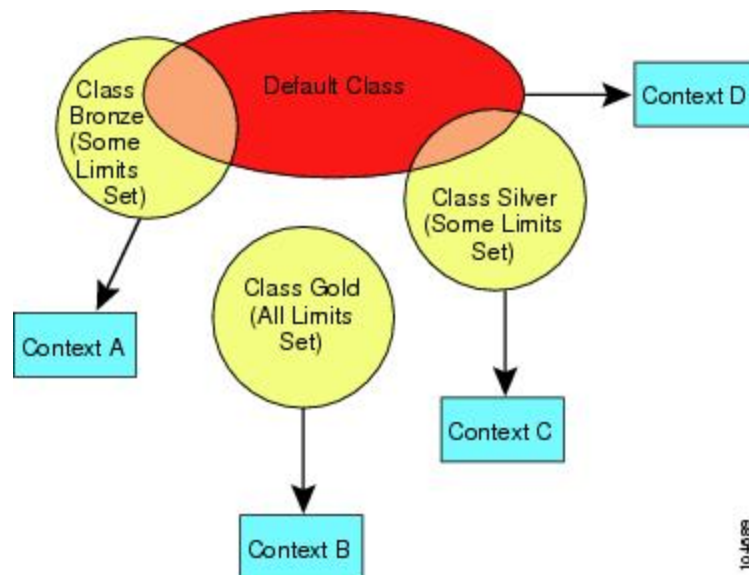 Default Class
Class
Bronze
(Some
Limits
Set)
Context D
Class Silver
(Some Limits
Set)
Class Gold
(All Limits
Set)
Context A
Context C
Context B
104689